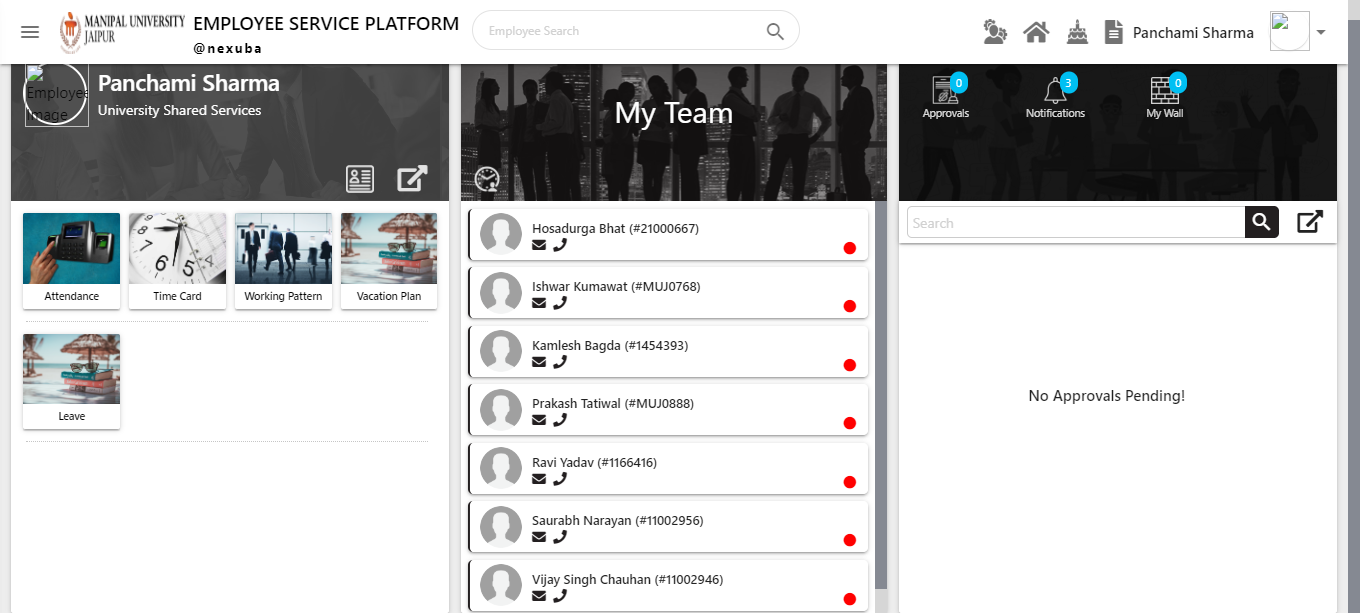 MANIPAL UNIVERSITY
JAIPUR
EMPLOYEE SERVICE PLATFORM
@nexuba
Employee Search
Panchami Sharma
Employee
Image
Panchami Sharma
University Shared Services
My Team
0
Approvals
3
Notifications
0
My Wall
Attendance
Time Card
Working Pattern
Vacation Plan
Leave
Hosadurga Bhat (#21000667)
Ishwar Kumawat (#MUJ0768)
Kamlesh Bagda (#1454393)
Prakash Tatiwal (#MUJ0888)
Ravi Yadav (#1166416)
Saurabh Narayan (#11002956)
Vijay Singh Chauhan (#11002946)
Search
No Approvals Pending!